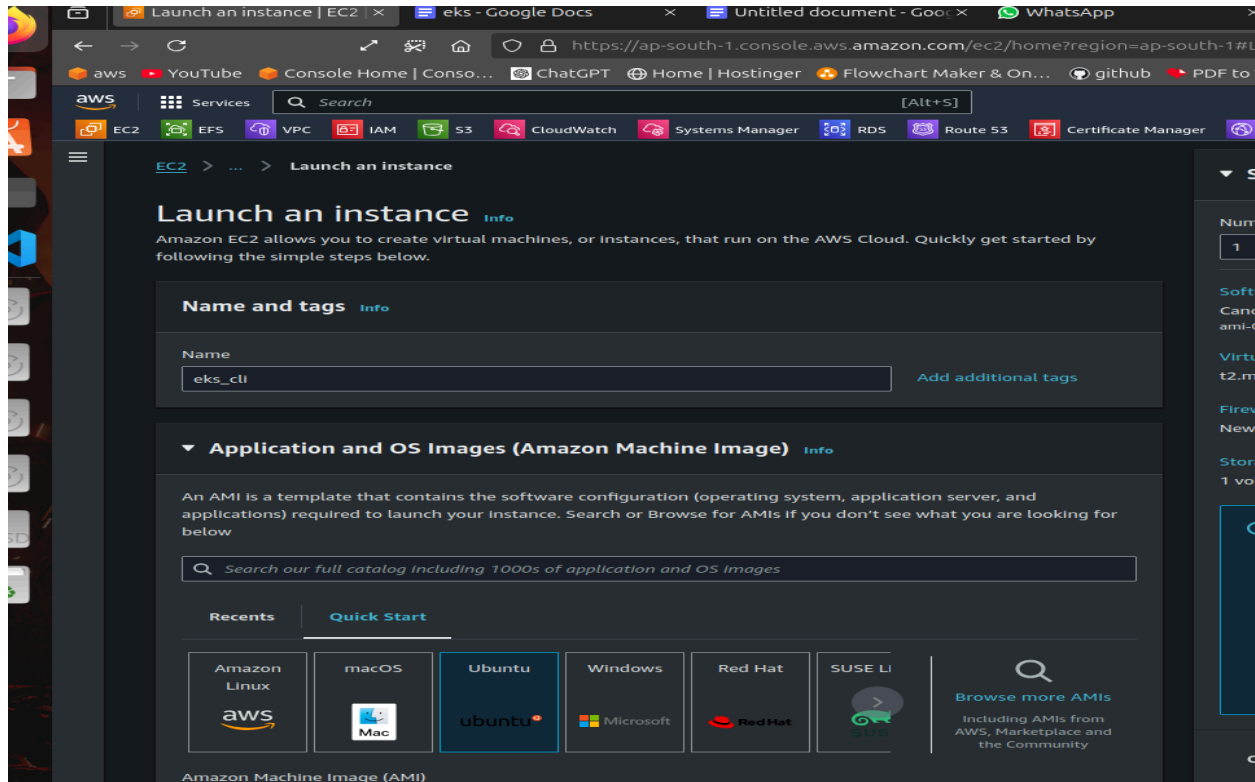 Launch an instance | EC2 |
eks - Google Docs
Untitled document - Goo
WhatsApp
https://ap-south-1.console.aws.amazon.com/ec2/home?region=ap-south-1#L
aws YouTube Console Home | Conso... ChatGPT Home | Hostinger Flowchart Maker & On... github PDF to
aws Services Search [Alt+S]
EC2 EFS VPC IAM S3 CloudWatch Systems Manager RDS Route 53 Certificate Manager
EC2 > ... > Launch an instance
Launch an instance Info
Amazon EC2 allows you to create virtual machines, or instances, that run on the AWS Cloud. Quickly get started by
following the simple steps below.
Name and tags Info
Name
eks_cli
Add additional tags
Application and OS Images (Amazon Machine Image) Info
An AMI is a template that contains the software configuration (operating system, application server, and
applications) required to launch your instance. Search or Browse for AMIs if you don't see what you are looking for
below
Search our full catalog including 1000s of application and OS images
Recents Quick Start
Amazon
Linux
aws
macOS
Mac
Ubuntu
ubuntu
Windows
Microsoft
Red Hat
Red Hat
SUSE LI
SUS
Browse more AMIs
Including AMIs from
AWS, Marketplace and
the Community
Amazon Machine Image (AMI)
S
Num
1
Soft
Cano
ami-0
Virtu
t2.m
Firew
New
Stor
1 vo